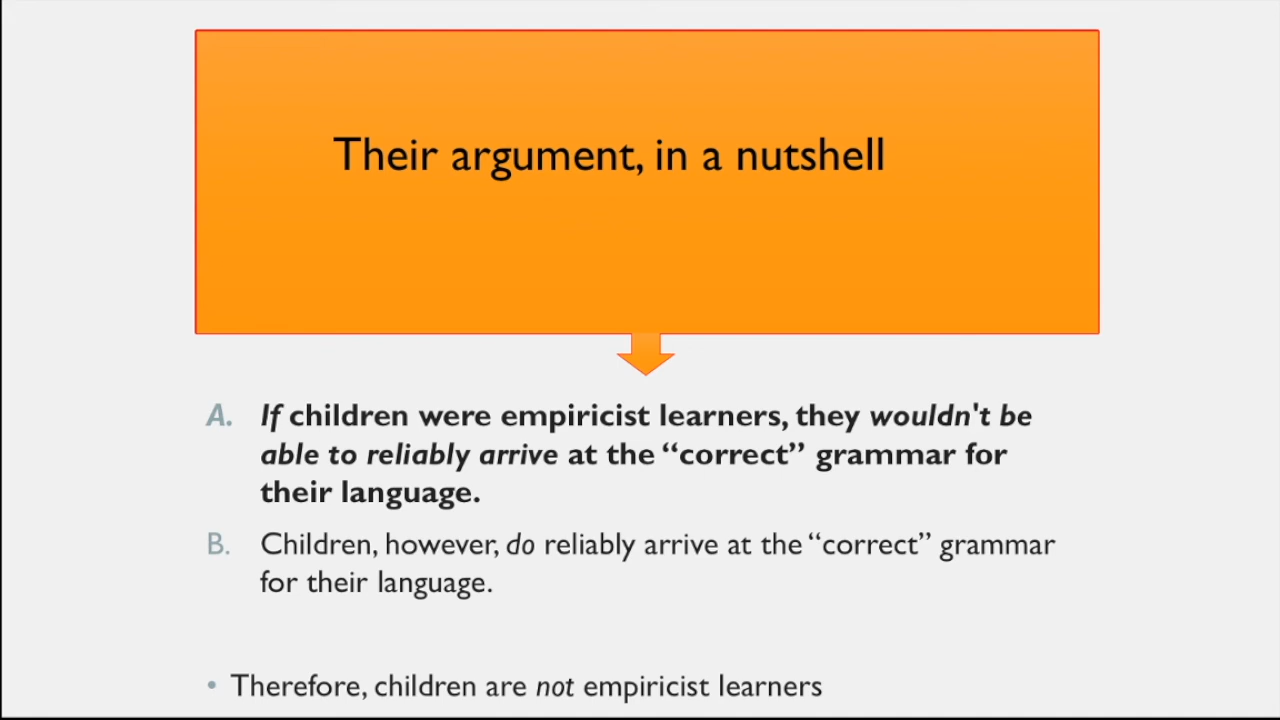 Their argument, in a nutshell
A. If children were empiricist learners, they wouldn't be
able to reliably arrive at the “correct” grammar for
their language.
B. Children, however, do reliably arrive at the “correct” grammar
for their language.
• Therefore, children are not empiricist learners